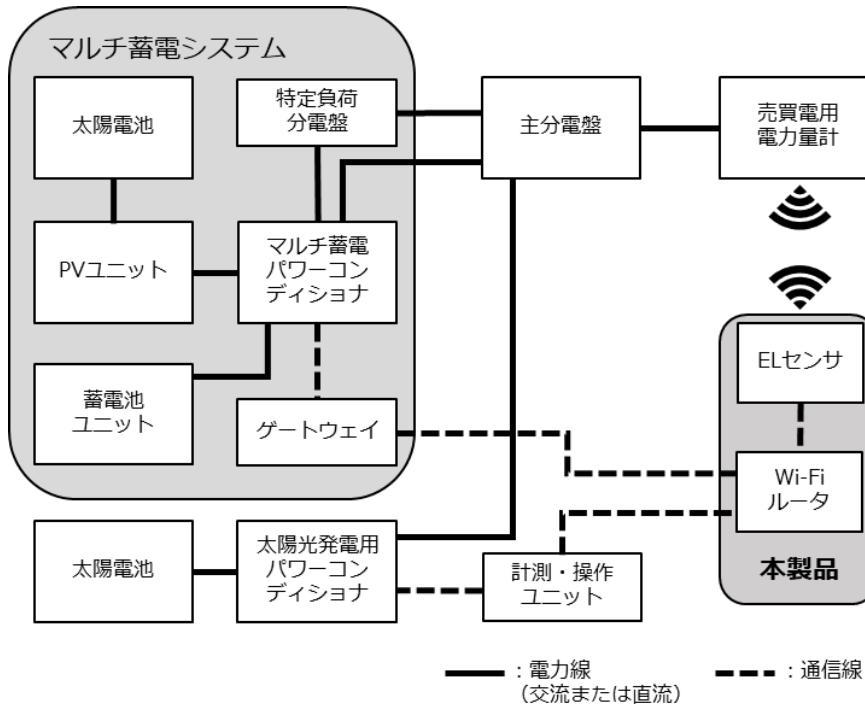 マルチ蓄電システム
太陽電池
特定負荷
分電盤
主分電盤
売買電用
電力量計
PVユニット
マルチ蓄電
パワーコン
ディショナ
ELセンサ
蓄電池
ユニット
ゲートウェイ
Wi-Fi
ルータ
太陽電池
太陽光発電用
パワーコン
ディショナ
計測・操作
ユニット
本製品
：電力線
（交流または直流）
：通信線